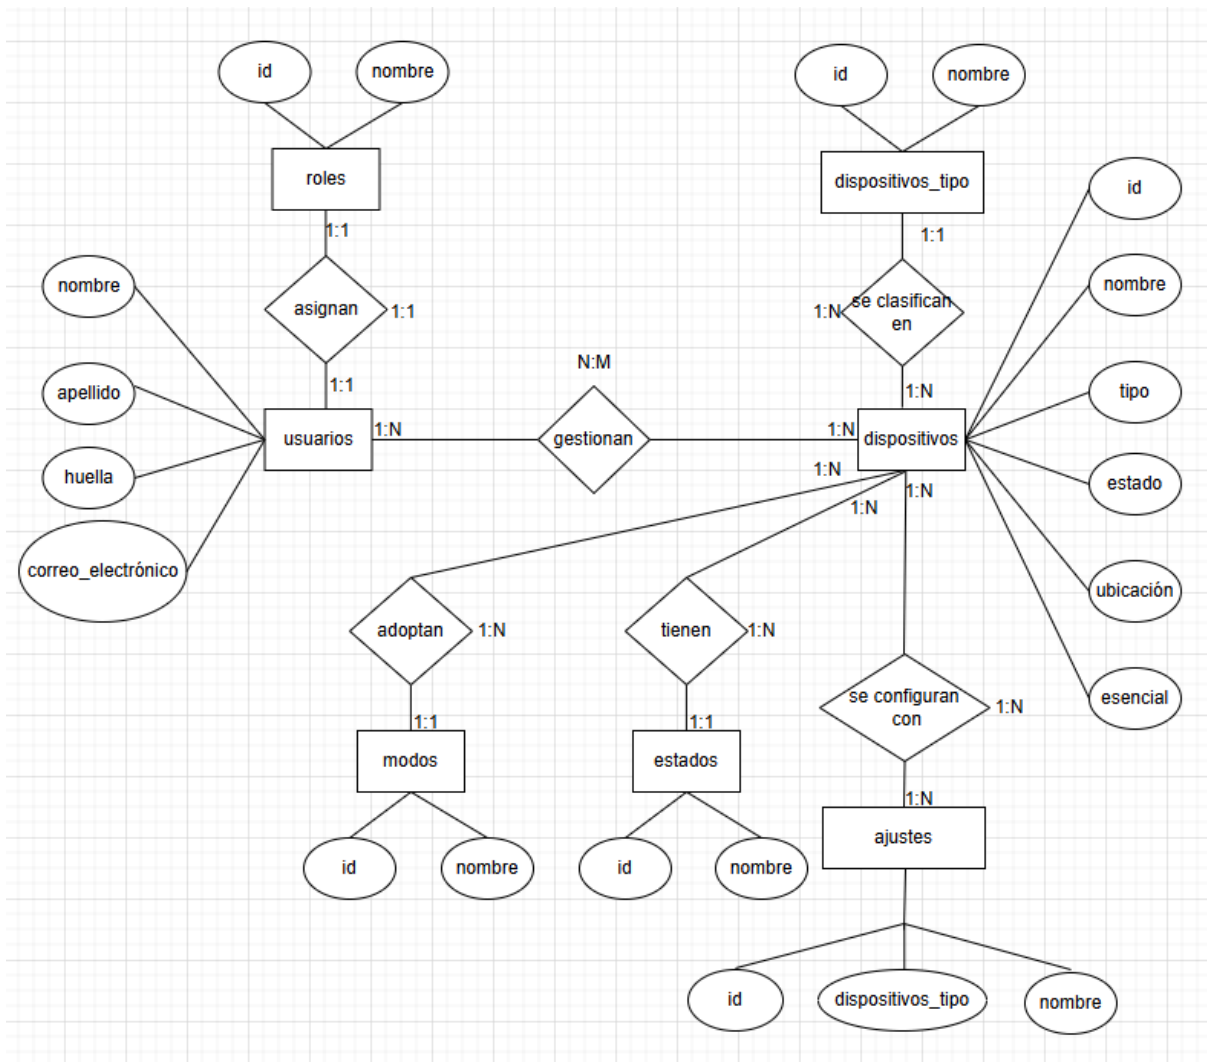 id
nombre
id
nombre
roles
dispositivos_tipo
id
1:1
1:1
nombre
asignan
1:1
1:N
se clasifican
en
nombre
N:M
apellido
1:1
1:N
tipo
usuarios
1:N
gestionan
1:N
dispositivos
huella
1:N
1:N
1:N
estado
correo_electrónico
ubicación
adoptan
1:N
tienen
1:N
se configuran
con
1:N
esencial
1:1
1:1
modos
estados
1:N
ajustes
id
nombre
id
nombre
id
dispositivos_tipo
nombre